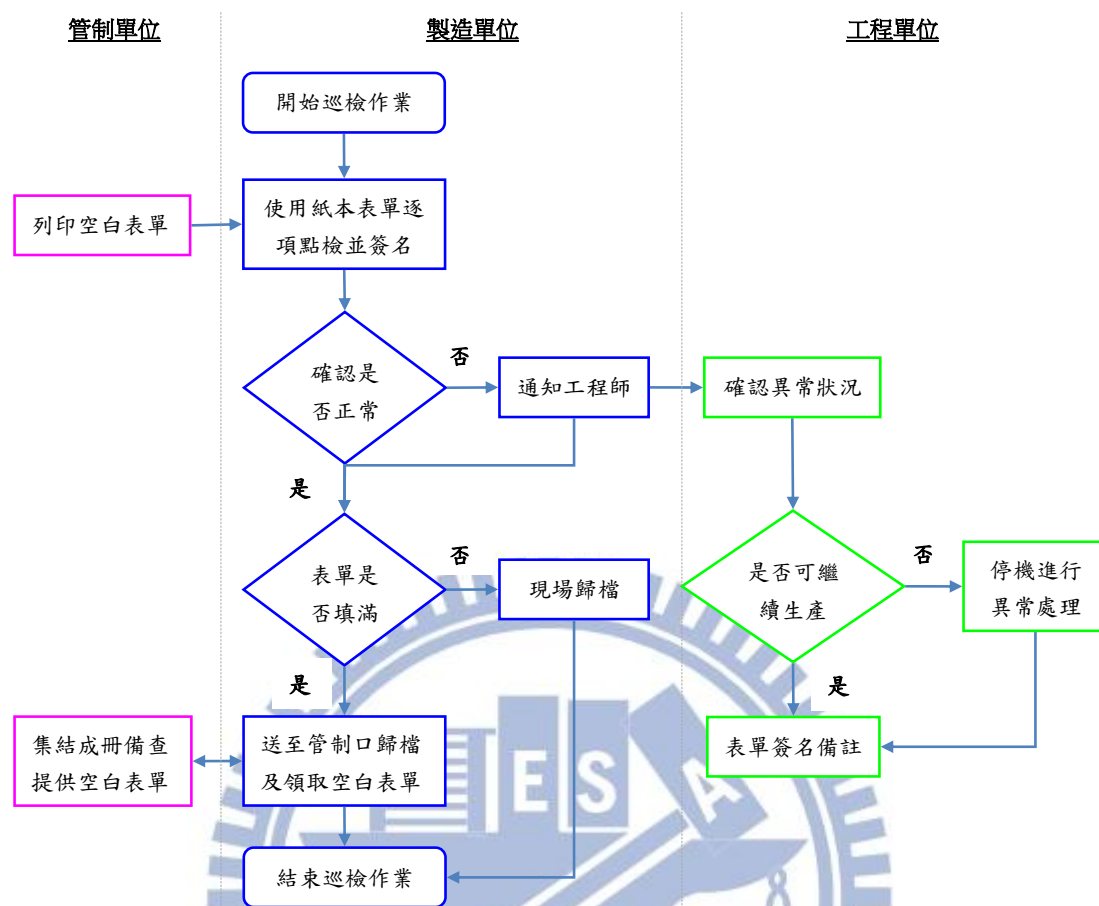 管制單位
製造單位
工程單位
開始巡檢作業
列印空白表單
使用紙本表單逐
項點檢並簽名
確認是
否正常
否
通知工程師
確認異常狀況
是
表單是
否填滿
否
現場歸檔
是否可繼
續生產
否
停機進行
異常處理
是
是
集結成冊備查
提供空白表單
送至管制口歸檔
及領取空白表單
表單簽名備註
結束巡檢作業
E S A
8